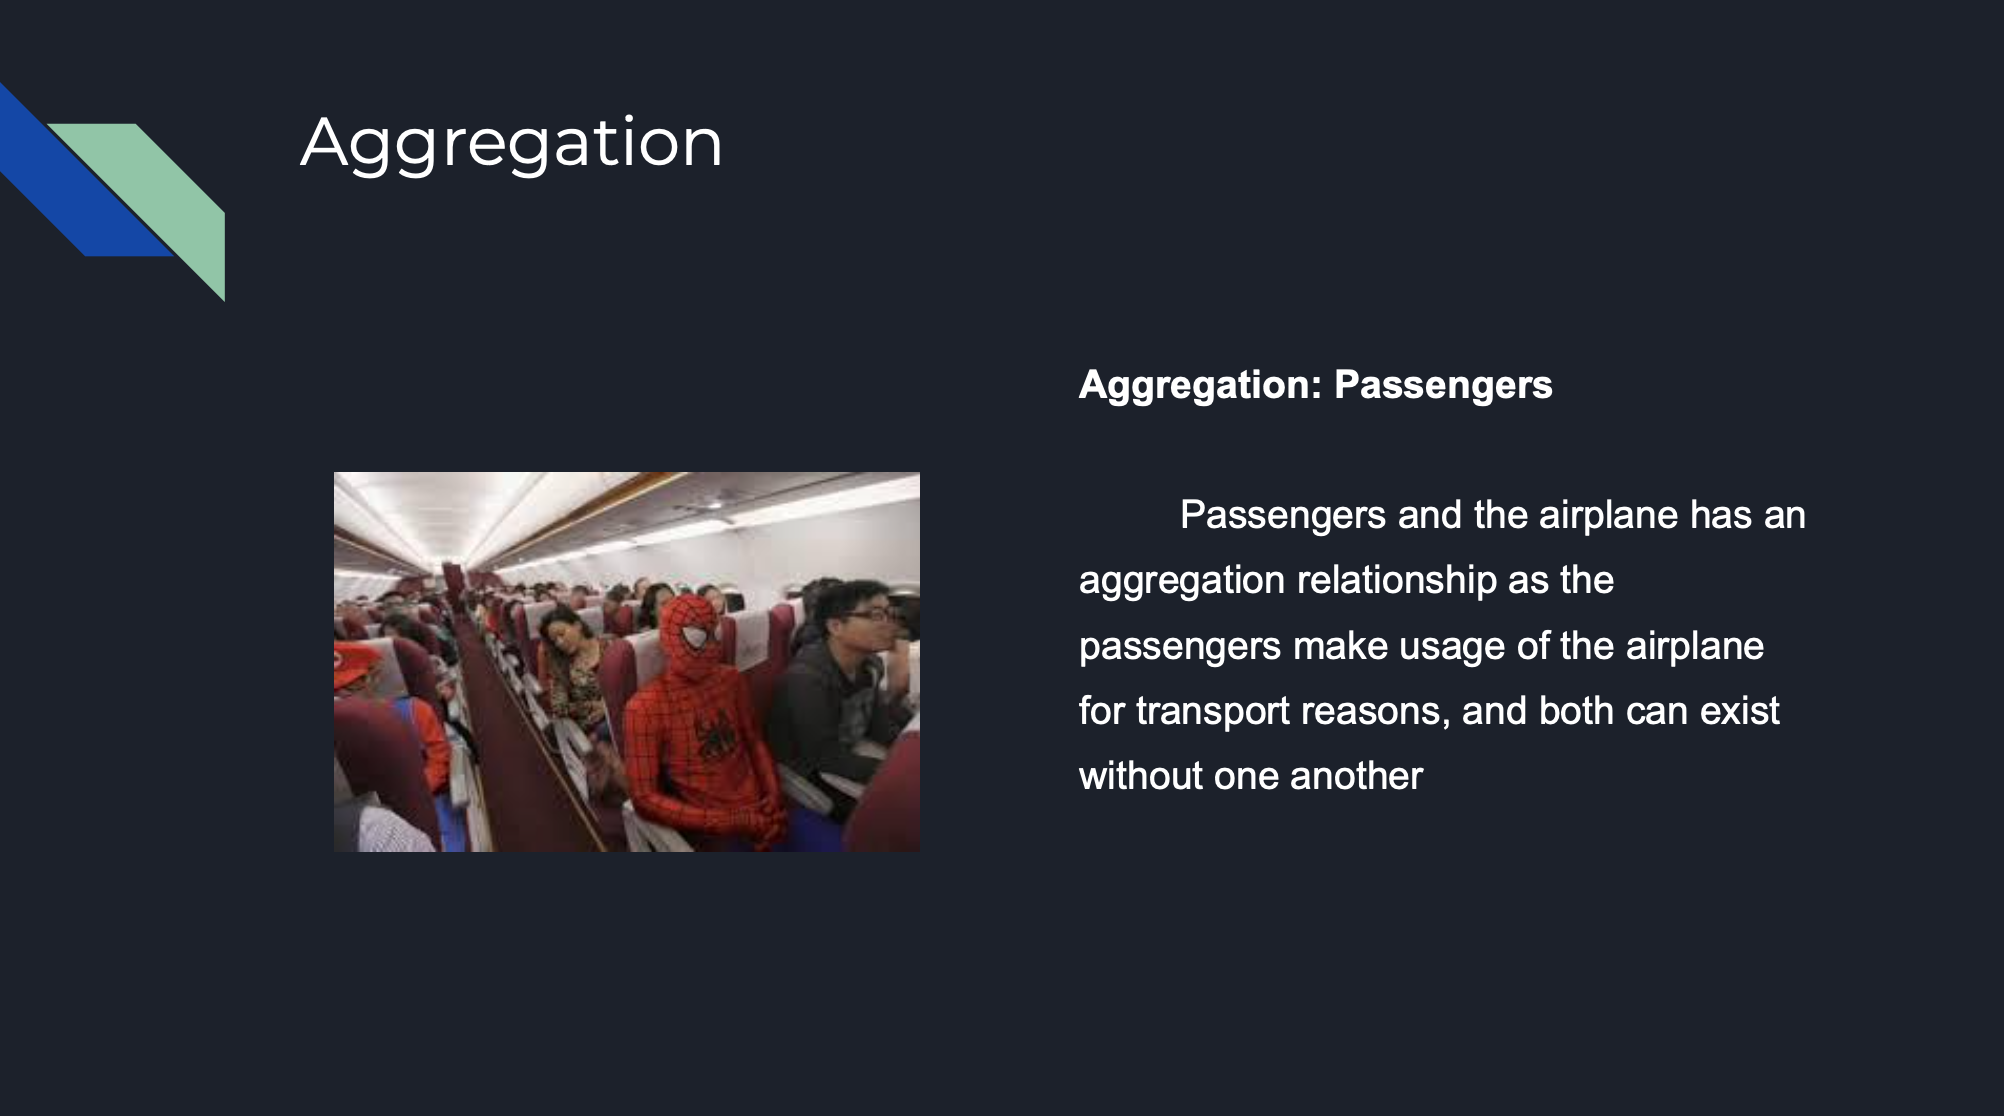 Aggregation
Aggregation: Passengers
Passengers and the airplane has an
aggregation relationship as the
passengers make usage of the airplane
for transport reasons, and both can exist
without one another